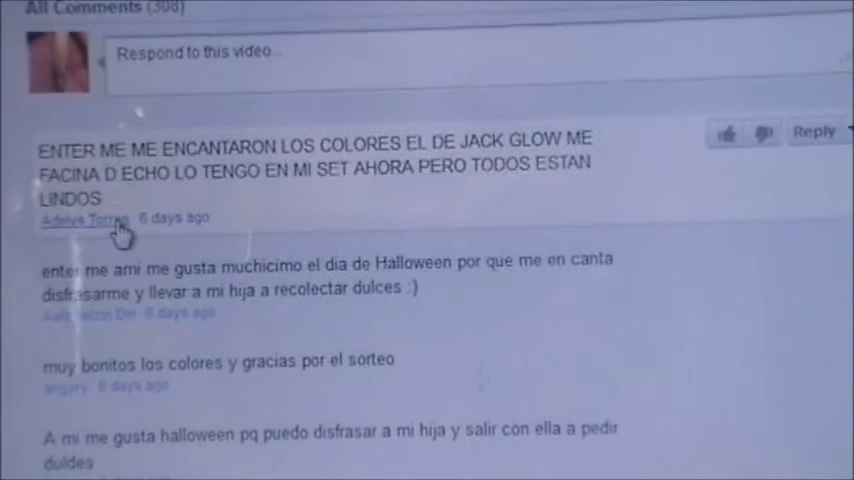 All Comments (308)
Respond to this video...
ENTER ME ME ENCANTARON LOS COLORES EL DE JACK GLOW ME
FACINA D ECHO LO TENGO EN MI SET AHORA PERO TODOS ESTAN
LINDOS
Reply
Adelys Torres 6 days ago
enter me ami me gusta muchicimo el dia de Halloween por que me en canta
disfrasarme y llevar a mi hija a recolectar dulces :)
Dm 6 days ago
muy bonitos los colores y gracias por el sorteo
6 days ago
A mi me gusta halloween pq puedo disfrasar a mi hija y salir con ella a pedir
duldes